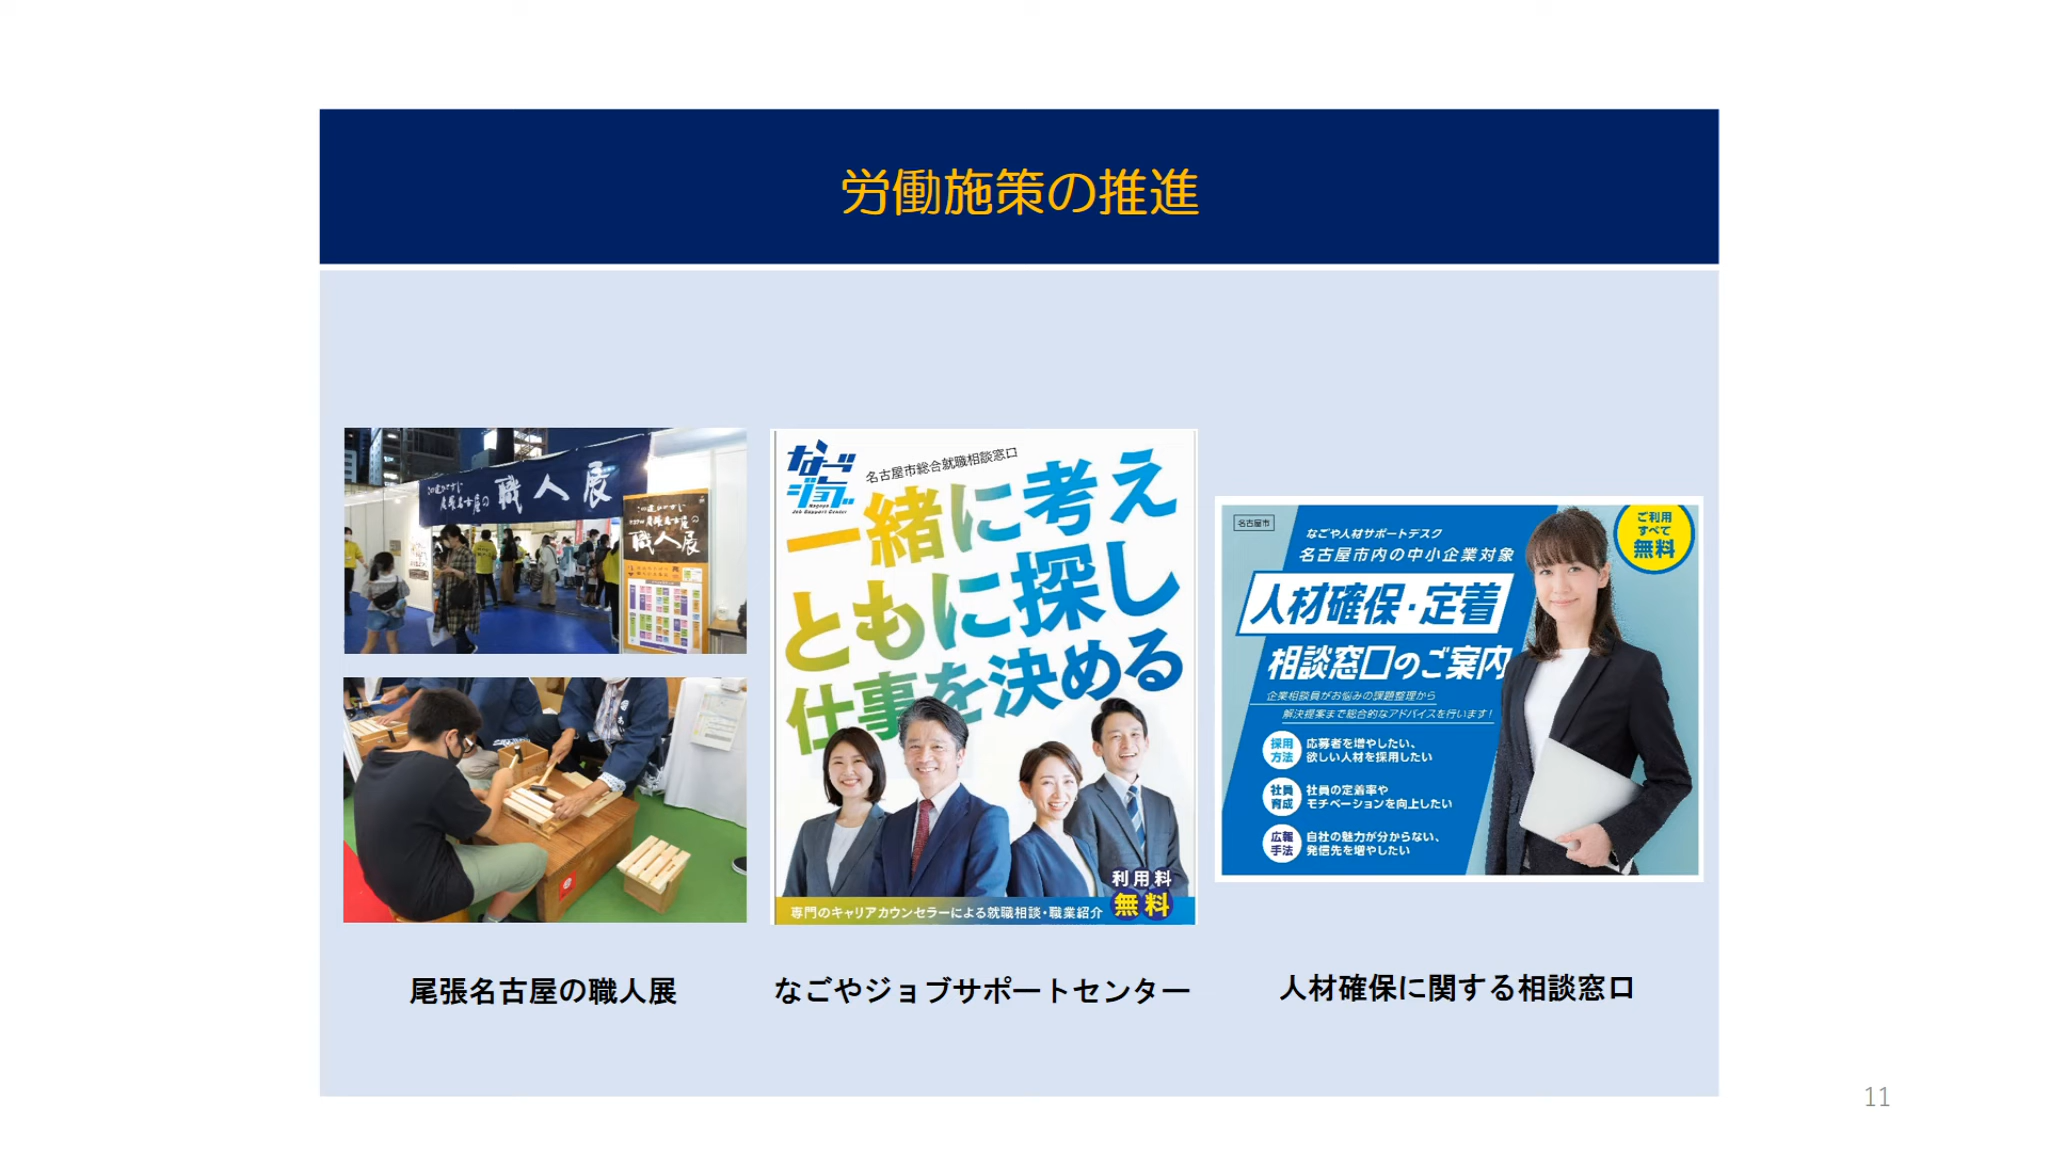 労働施策の推進
職人展
尾張名古屋の
職人展
なごジョブ
Nagoya
Job Support Center
名古屋市総合就職相談窓口
一緒に考え
ともに探し
仕事を決める
利用料
無料
専門のキャリアカウンセラーによる就職相談・職業紹介
名古屋市
なごや人材サポートデスク
名古屋市内の中小企業対象
ご利用
すべて
無料
人材確保・定着
相談窓口のご案内
企業相談員がお悩みの課題整理から
解決提案まで総合的なアドバイスを行います!
採用
方法
応募者を増やしたい、
欲しい人材を採用したい
社員
育成
社員の定着率や
モチベーションを向上したい
広報
手法
自社の魅力が分からない、
発信先を増やしたい
尾張名古屋の職人展
なごやジョブサポートセンター
人材確保に関する相談窓口
11